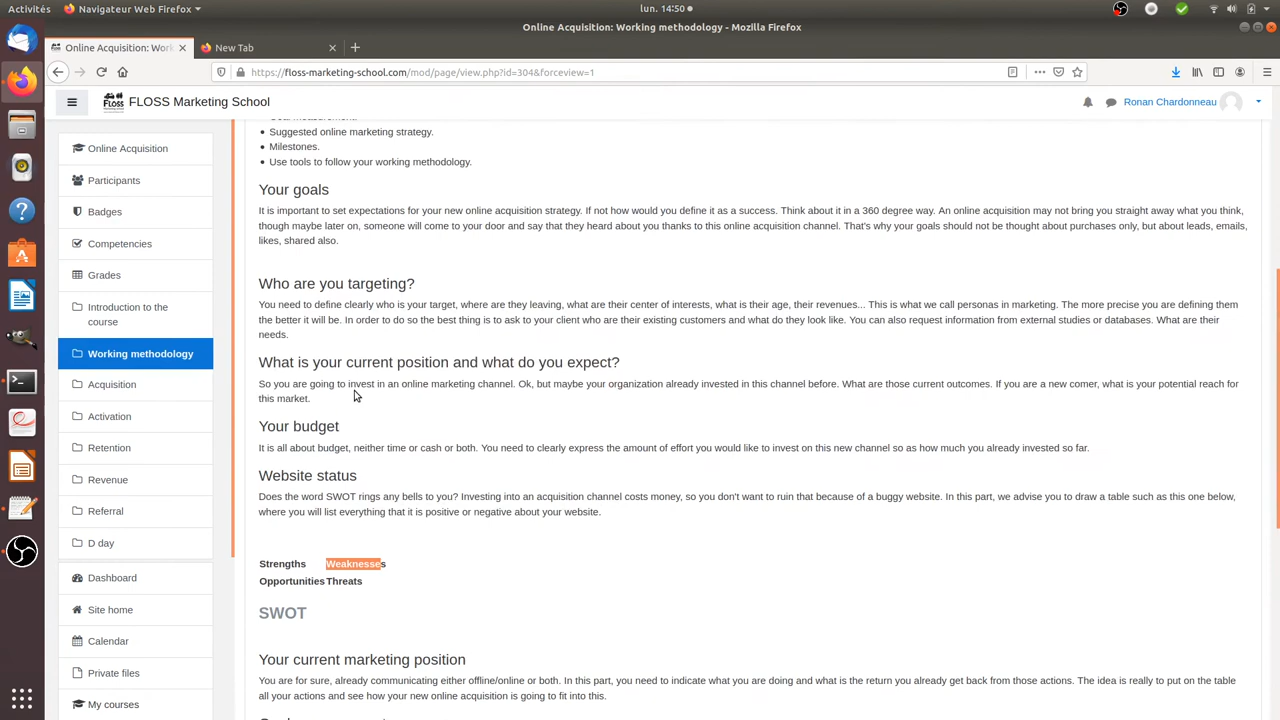 Activités
Navigateur Web Firefox
lun. 14:50
Online Acquisition: Working methodology - Mozilla Firefox
Online Acquisition: Work
New Tab
https://floss-marketing-school.com/mod/page/view.php?id=304&forceview=1
Floss
FLOSS Marketing School
Ronan Chardonneau
Online Acquisition
Participants
Badges
Competencies
Grades
Introduction to the
course
Working methodology
Acquisition
Activation
Retention
Revenue
Referral
D day
Dashboard
Site home
Calendar
Private files
My courses
Suggested online marketing strategy.
Milestones.
Use tools to follow your working methodology.
Your goals
It is important to set expectations for your new online acquisition strategy. If not how would you define it as a success. Think about it in a 360 degree way. An online acquisition may not bring you straight away what you think,
though maybe later on, someone will come to your door and say that they heard about you thanks to this online acquisition channel. That's why your goals should not be thought about purchases only, but about leads, emails,
likes, shared also.
Who are you targeting?
You need to define clearly who is your target, where are they leaving, what are their center of interests, what is their age, their revenues... This is what we call personas in marketing. The more precise you are defining them
the better it will be. In order to do so the best thing is to ask to your client who are their existing customers and what do they look like. You can also request information from external studies or databases. What are their
needs.
What is your current position and what do you expect?
So you are going to invest in an online marketing channel. Ok, but maybe your organization already invested in this channel before. What are those current outcomes. If you are a new comer, what is your potential reach for
this market.
Your budget
It is all about budget, neither time or cash or both. You need to clearly express the amount of effort you would like to invest on this new channel so as how much you already invested so far.
Website status
Does the word SWOT rings any bells to you? Investing into an acquisition channel costs money, so you don't want to ruin that because of a buggy website. In this part, we advise you to draw a table such as this one below,
where you will list everything that it is positive or negative about your website.
Strengths Weaknesses
Opportunities Threats
SWOT
Your current marketing position
You are for sure, already communicating either offline/online or both. In this part, you need to indicate what you are doing and what is the return you already get back from those actions. The idea is really to put on the table
all your actions and see how your new online acquisition is going to fit into this.